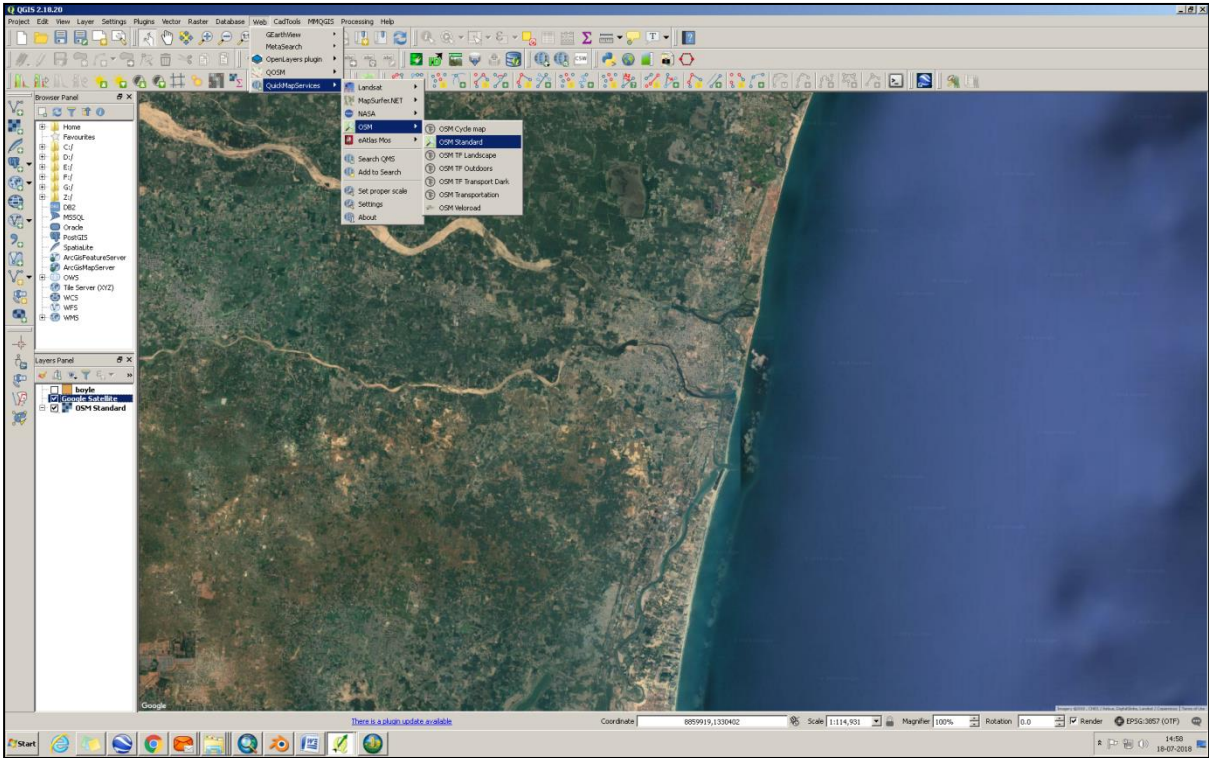 QGIS 2.18.20
Project Edit View Layer Settings Plugins Vector Raster Database Web CadTools MMQGIS Processing Help
GEarthView
MetaSearch
OpenLayers plugin
QOSM
QuickMapServices
Landsat
MapSurfer.NET
NASA
OSM
eAtlas Mos
Search QMS
Add to Search
Set proper scale
Settings
About
OSM Cycle map
OSM Standard
OSM TF Landscape
OSM TF Outdoors
OSM TF Transport Dark
OSM Transportation
OSM Veloroad
Browser Panel
Home
Favourites
C:/
D:/
E:/
F:/
G:/
Z:/
DB2
MSSQL
Oracle
PostGIS
SpatiaLite
ArcGisFeatureServer
ArcGisMapServer
OWS
Tile Server (XYZ)
WCS
WFS
WMS
Layers Panel
boyle
Google Satellite
OSM Standard
Google
There is a plugin update available
Coordinate 8859919,1330402 Scale 1:114,931 Magnifier 100% Rotation 0.0 Render EPSG:3857 (OTP)
Start
14:58
18-07-2018